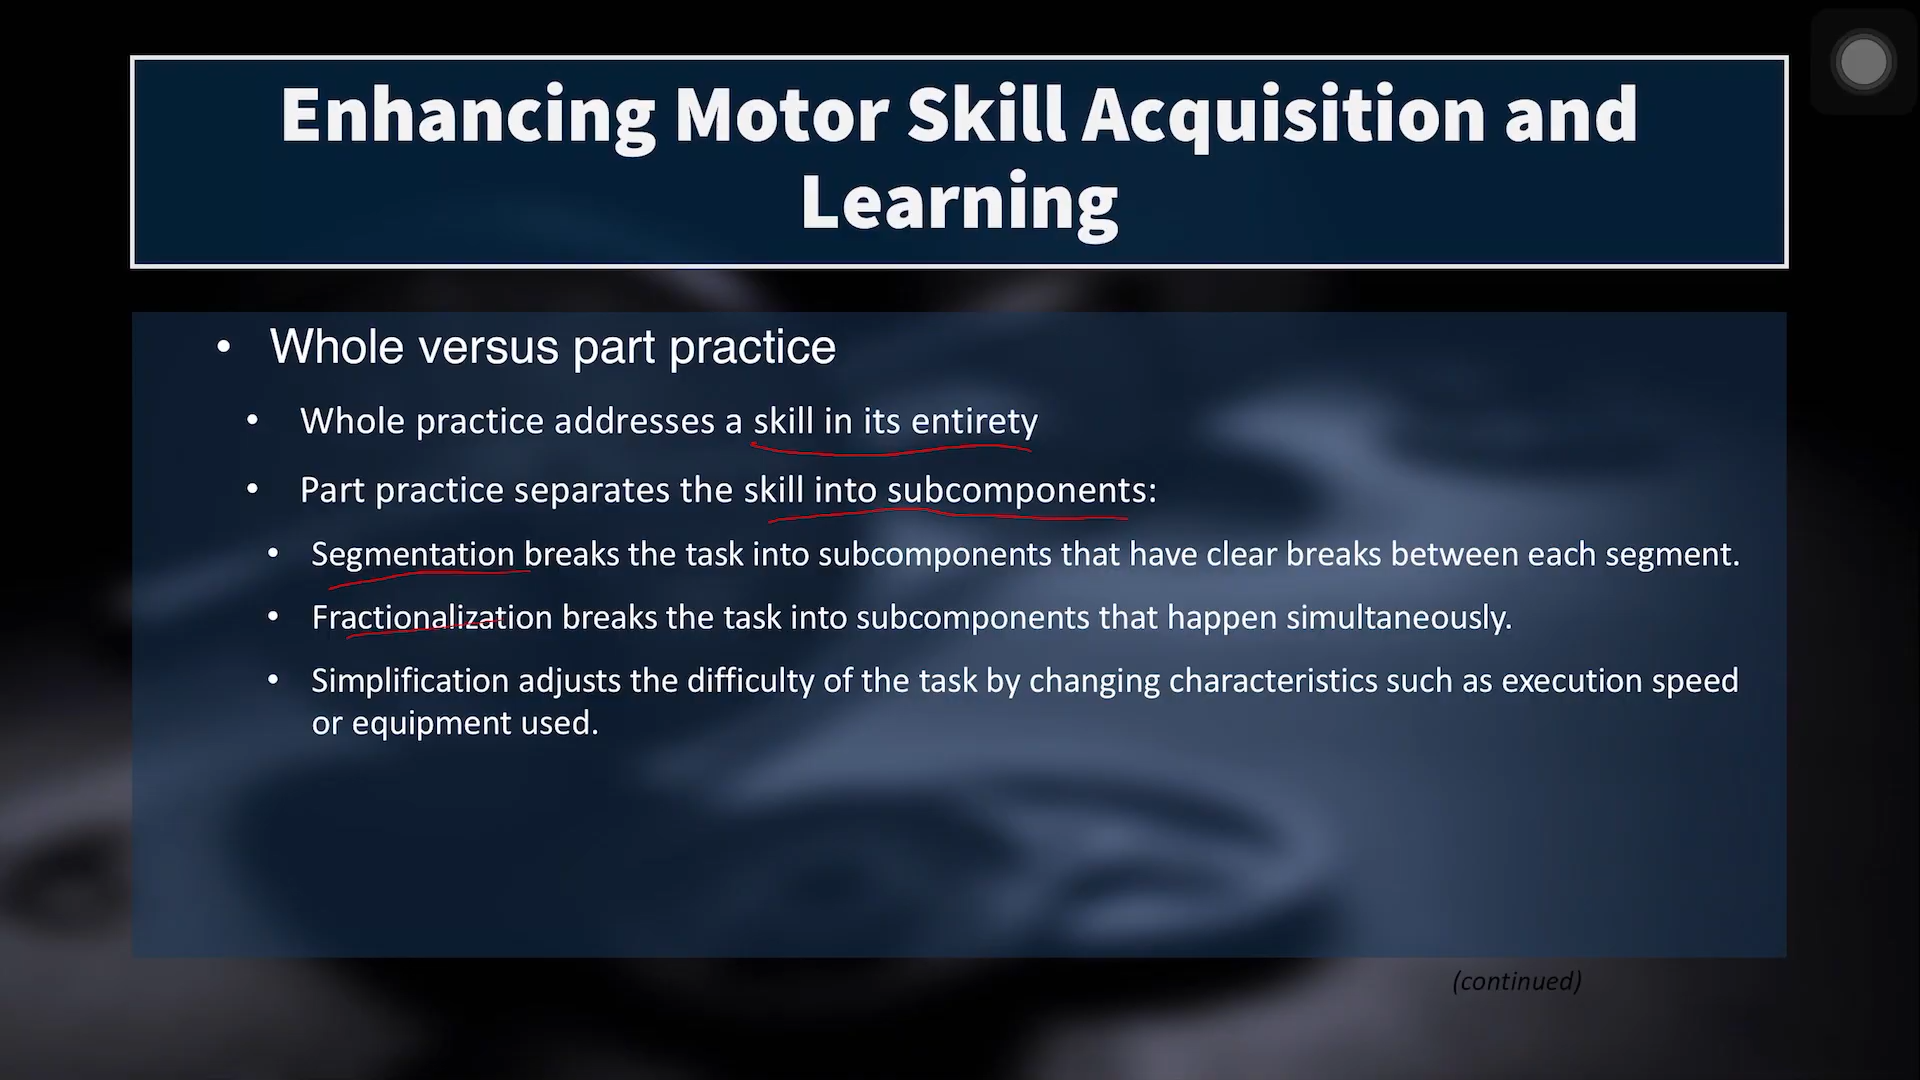 Enhancing Motor Skill Acquisition and
Learning
• Whole versus part practice
• Whole practice addresses a skill in its entirety
• Part practice separates the skill into subcomponents:
• Segmentation breaks the task into subcomponents that have clear breaks between each segment.
• Fractionalization breaks the task into subcomponents that happen simultaneously.
• Simplification adjusts the difficulty of the task by changing characteristics such as execution speed
or equipment used.
(continued)